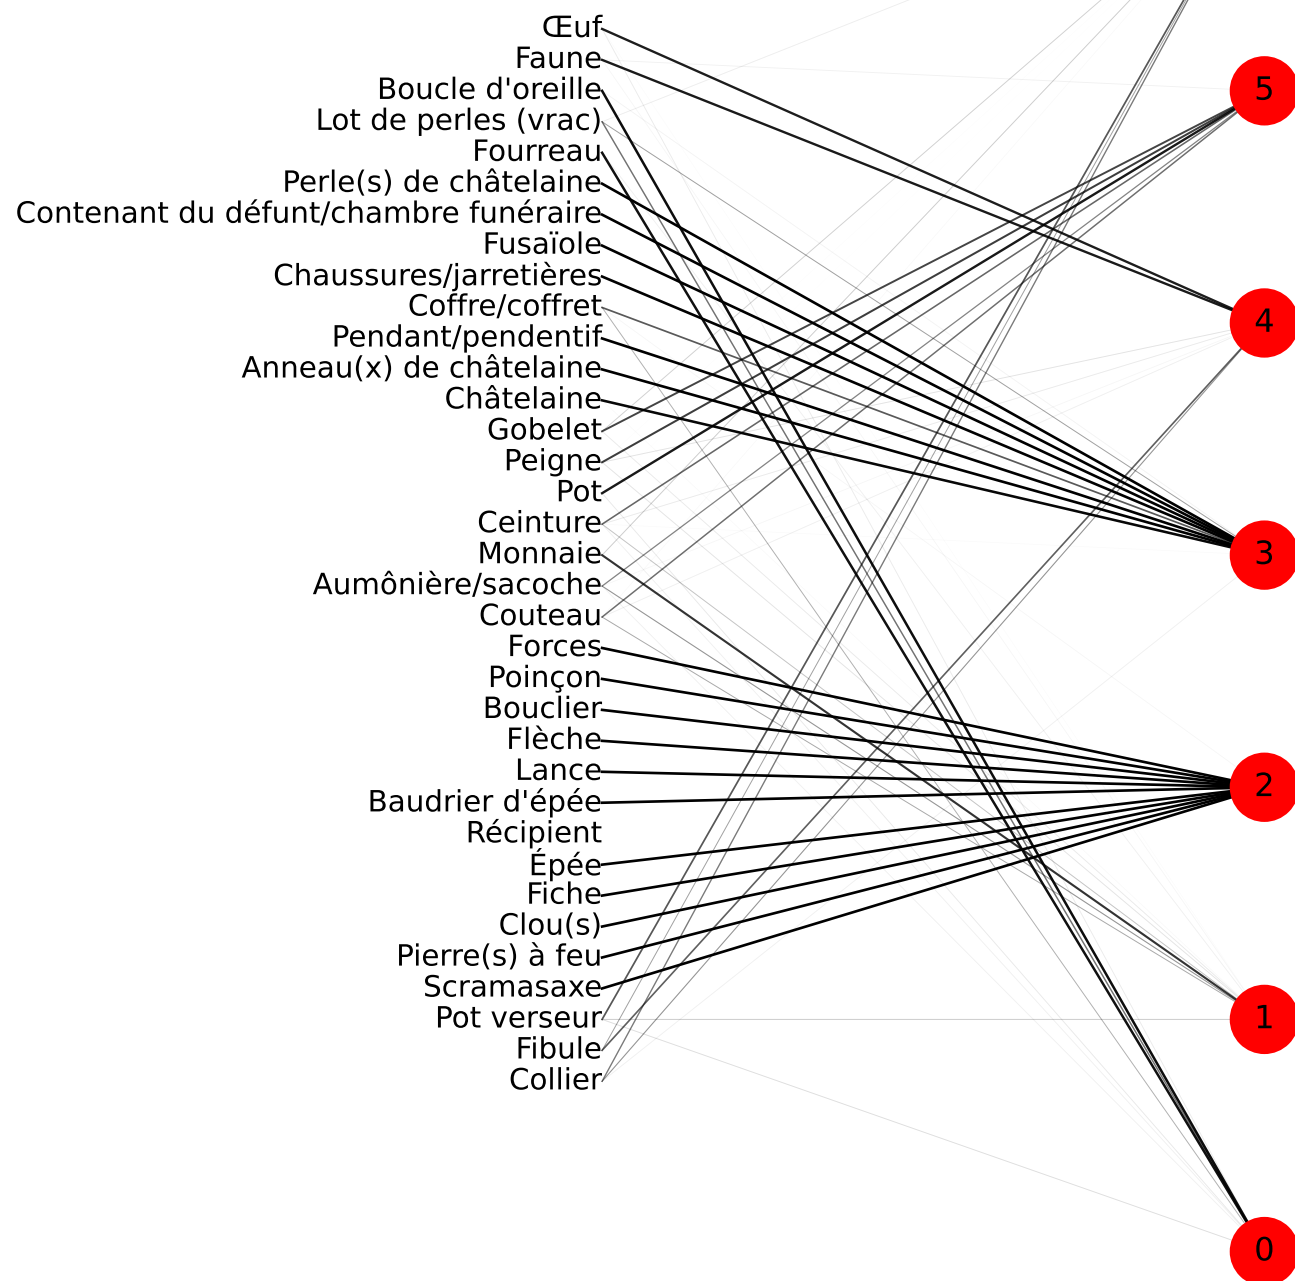 Œuf
Faune
Boucle d'oreille
Lot de perles (vrac)
Fourreau
Perle(s) de châtelaine
Contenant du défunt/chambre funéraire
Fusaïole
Chaussures/jarretières
Coffre/coffret
Pendant/pendentif
Anneau(x) de châtelaine
Châtelaine
Gobelet
Peigne
Pot
Ceinture
Monnaie
Aumônière/sacoche
Couteau
Forces
Poinçon
Bouclier
Flèche
Lance
Baudrier d'épée
Récipient
Épée
Fiche
Clou(s)
Pierre(s) à feu
Scramasaxe
Pot verseur
Fibule
Collier
5
4
3
2
1
0